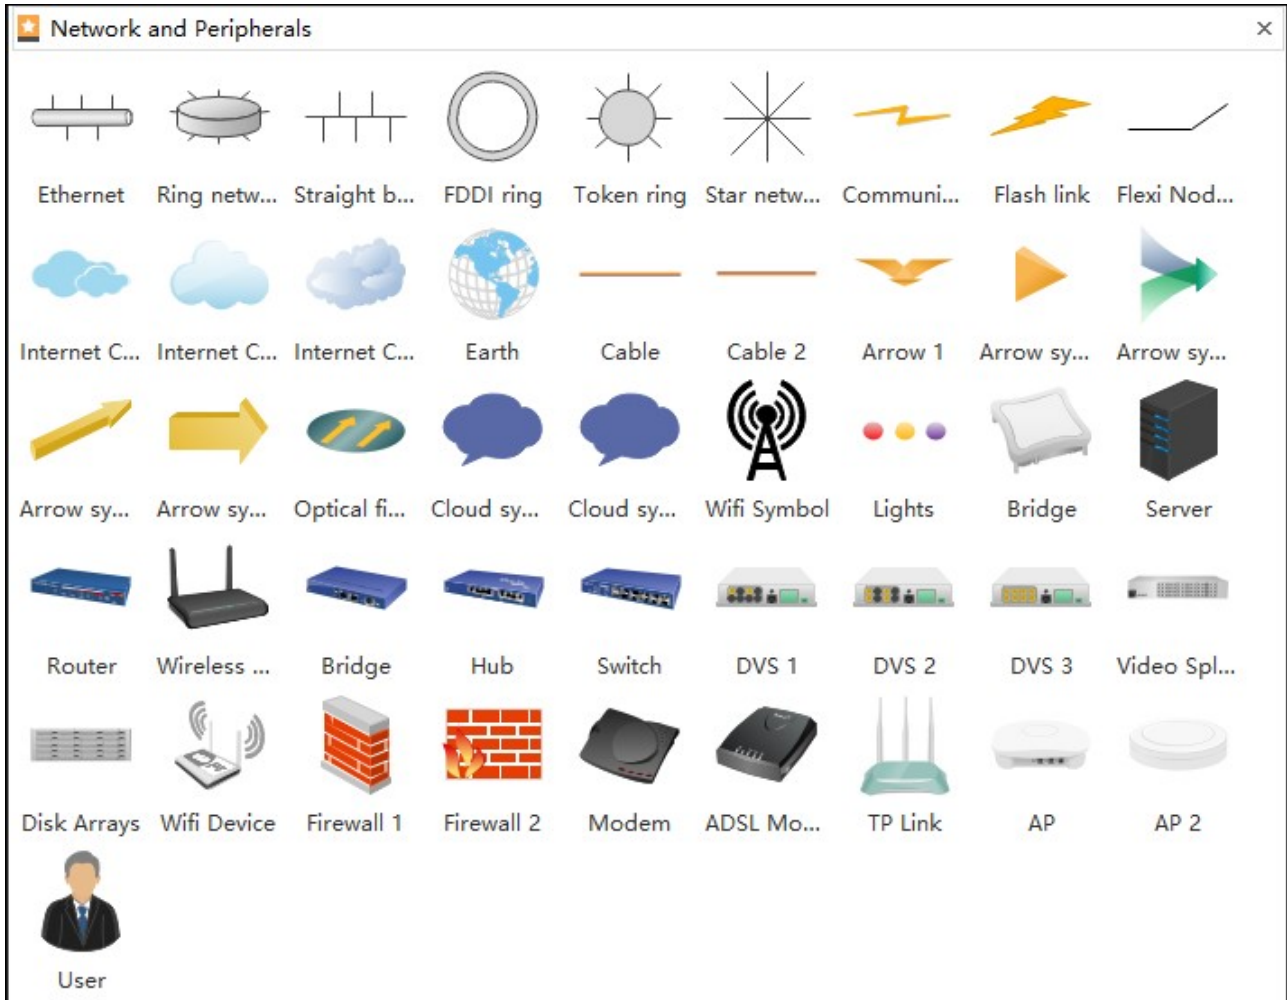 Network and Peripherals
Ethernet Ring netw... Straight b... FDDI ring Token ring Star netw... Communi... Flash link Flexi Nod...
Internet C... Internet C... Internet C... Earth Cable Cable 2 Arrow 1 Arrow sy... Arrow sy...
Arrow sy... Arrow sy... Optical fi... Cloud sy... Cloud sy... Wifi Symbol Lights Bridge Server
Router Wireless ... Bridge Hub Switch DVS 1 DVS 2 DVS 3 Video Spl...
Disk Arrays Wifi Device Firewall 1 Firewall 2 Modem ADSL Mo... TP Link AP AP 2
User